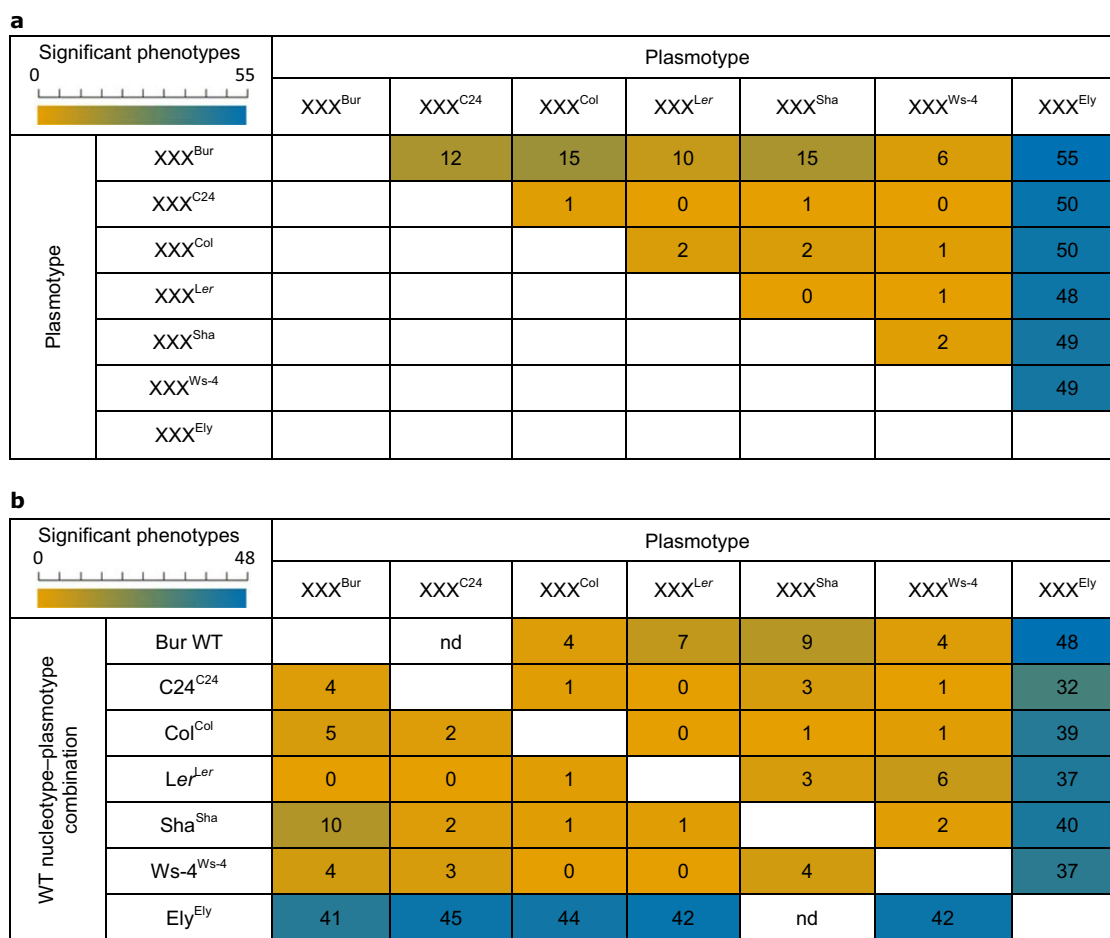 a
Significant phenotypes
0 55
Plasmotype
XXX^Bur XXX^C24 XXX^Col XXX^Ler XXX^Sha XXX^Ws-4 XXX^Ely
Plasmotype
XXX^Bur 12 15 10 15 6 55
XXX^C24 1 0 1 0 50
XXX^Col 2 2 1 50
XXX^Ler 0 1 48
XXX^Sha 2 49
XXX^Ws-4 49
XXX^Ely
b
Significant phenotypes
0 48
Plasmotype
XXX^Bur XXX^C24 XXX^Col XXX^Ler XXX^Sha XXX^Ws-4 XXX^Ely
WT nucleotype–plasmotype
combination
Bur WT nd 4 7 9 4 48
C24^C24 4 1 0 3 1 32
Col^Col 5 2 0 1 1 39
Ler^Ler 0 0 1 3 6 37
Sha^Sha 10 2 1 1 2 40
Ws-4^Ws-4 4 3 0 0 4 37
Ely^Ely 41 45 44 42 nd 42